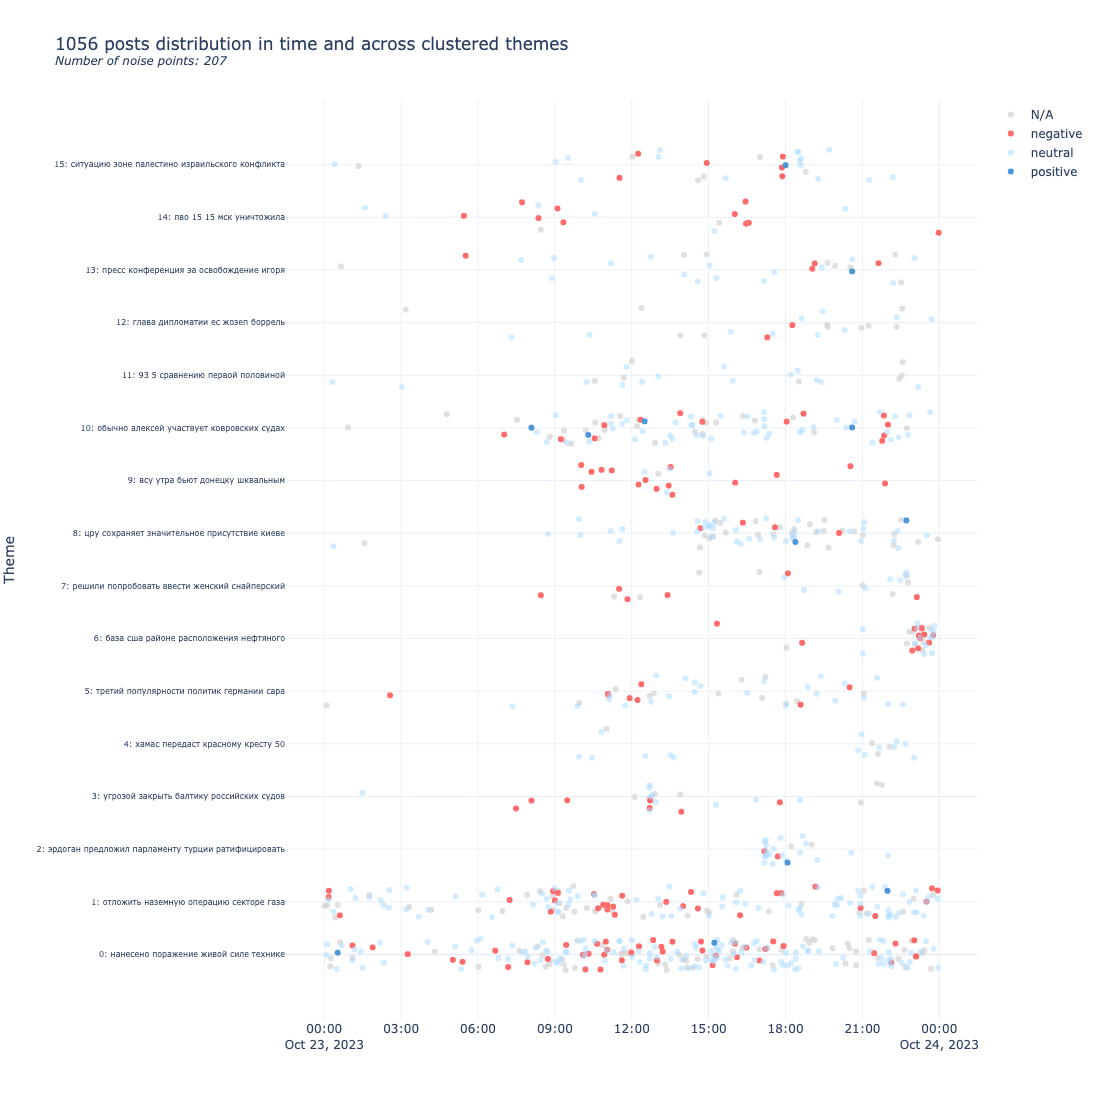 1056 posts distribution in time and across clustered themes
Number of noise points: 207
N/A
negative
neutral
positive
Theme
15: ситуацию зоне палестино израильского конфликта
14: пво 15 15 мск уничтожила
13: пресс конференция за освобождение игоря
12: глава дипломатии ес жозеп боррель
11: 93 5 сравнению первой половиной
10: обычно алексей участвует ковровских судах
9: всу утра бьют донецку шквальным
8: цру сохраняет значительное присутствие киеве
7: решили попробовать ввести женский снайперский
6: база сша районе расположения нефтяного
5: третий популярности политик германии сара
4: хамас передаст красному кресту 50
3: угрозой закрыть балтику российских судов
2: эрдоган предложил парламенту турции ратифицировать
1: отложить наземную операцию секторе газа
0: нанесено поражение живой силе технике
00:00 03:00 06:00 09:00 12:00 15:00 18:00 21:00 00:00
Oct 23, 2023 Oct 24, 2023